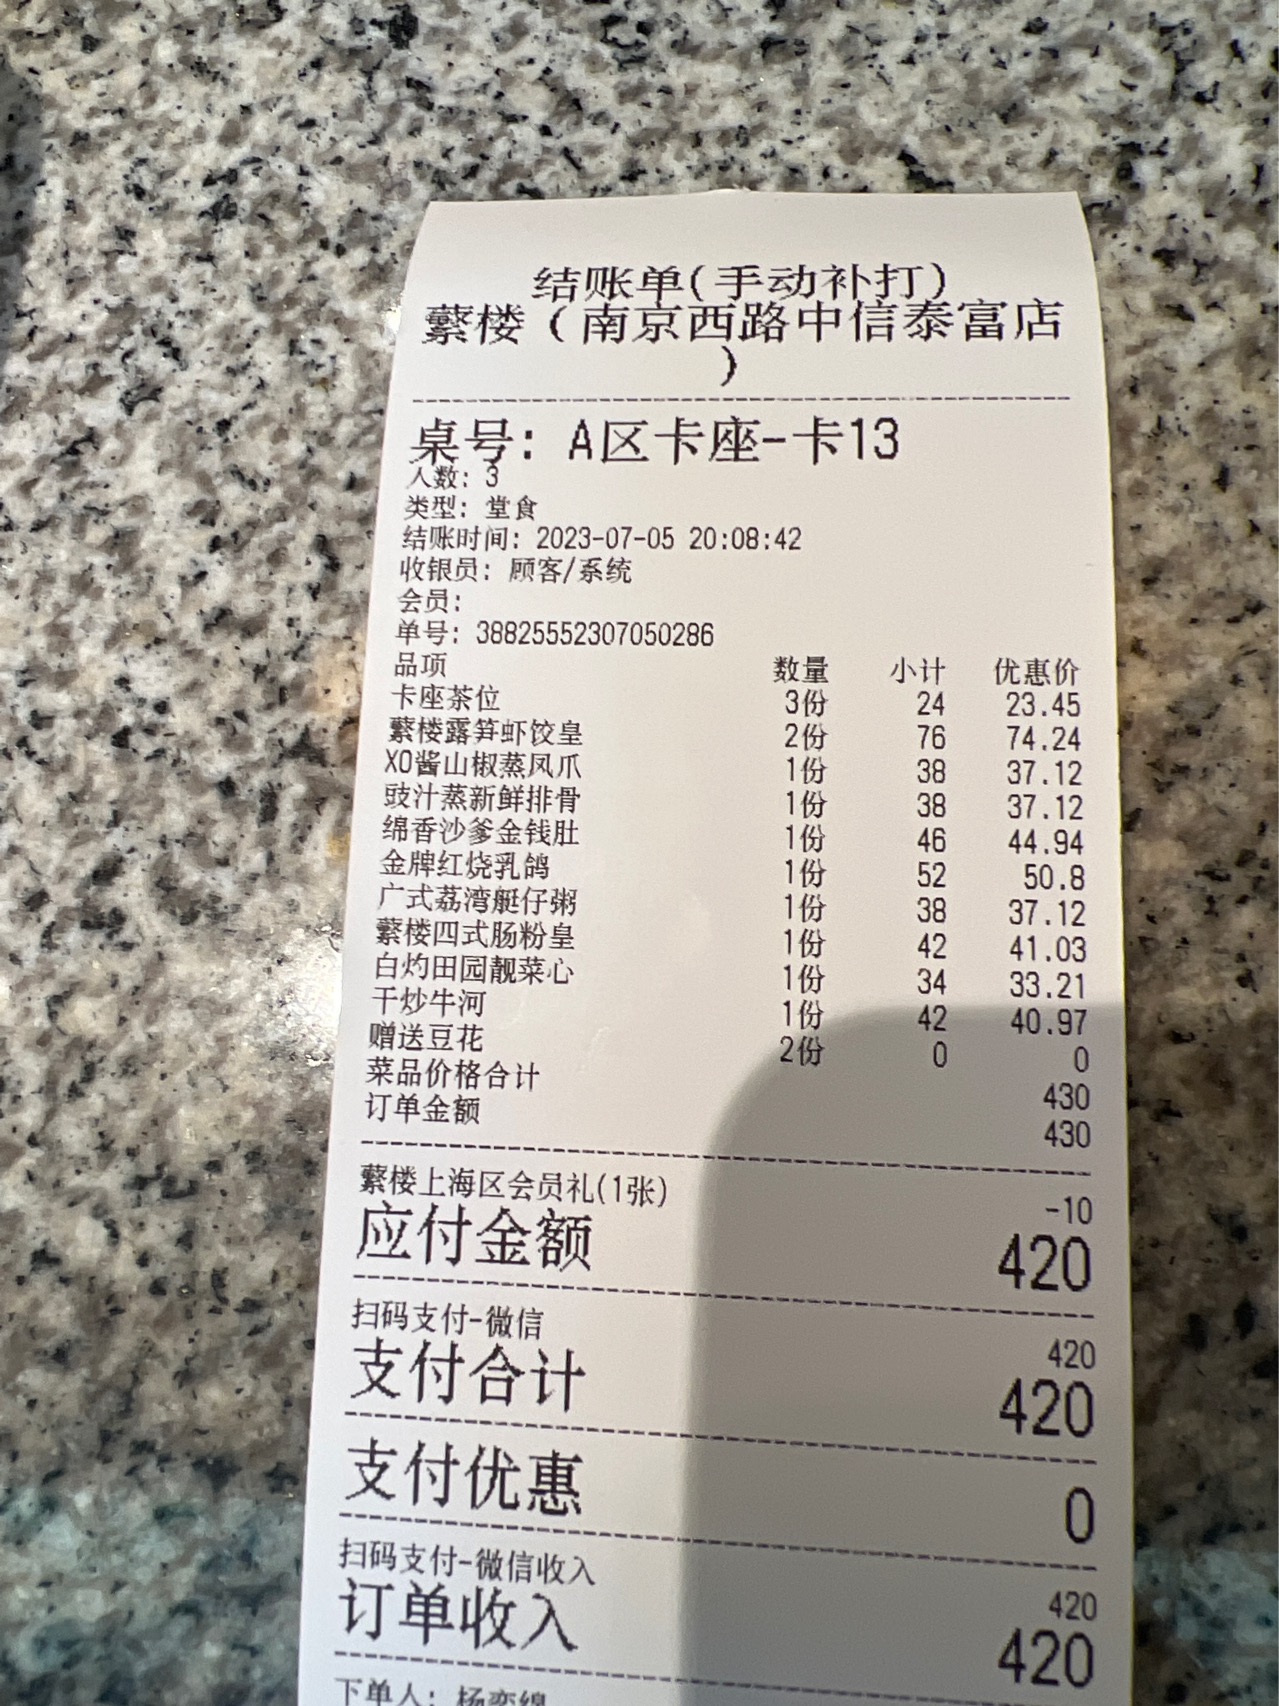 结账单(手动补打)
蘩楼（南京西路中信泰富店
）
桌号: A区卡座-卡13
人数: 3
类型: 堂食
结账时间: 2023-07-05 20:08:42
收银员: 顾客/系统
会员:
单号: 38825552307050286
品项 数量 小计 优惠价
卡座茶位 3份 24 23.45
蘩楼露笋虾饺皇 2份 76 74.24
XO酱山椒蒸凤爪 1份 38 37.12
豉汁蒸新鲜排骨 1份 38 37.12
绵香沙爹金钱肚 1份 46 44.94
金牌红烧乳鸽 1份 52 50.8
广式荔湾艇仔粥 1份 38 37.12
蘩楼四式肠粉皇 1份 42 41.03
白灼田园靓菜心 1份 34 33.21
干炒牛河 1份 42 40.97
赠送豆花 2份 0 0
菜品价格合计 430
订单金额 430
蘩楼上海区会员礼(1张) -10
应付金额 420
扫码支付-微信 420
支付合计 420
支付优惠 0
扫码支付-微信收入 420
订单收入 420
下单人: 杨